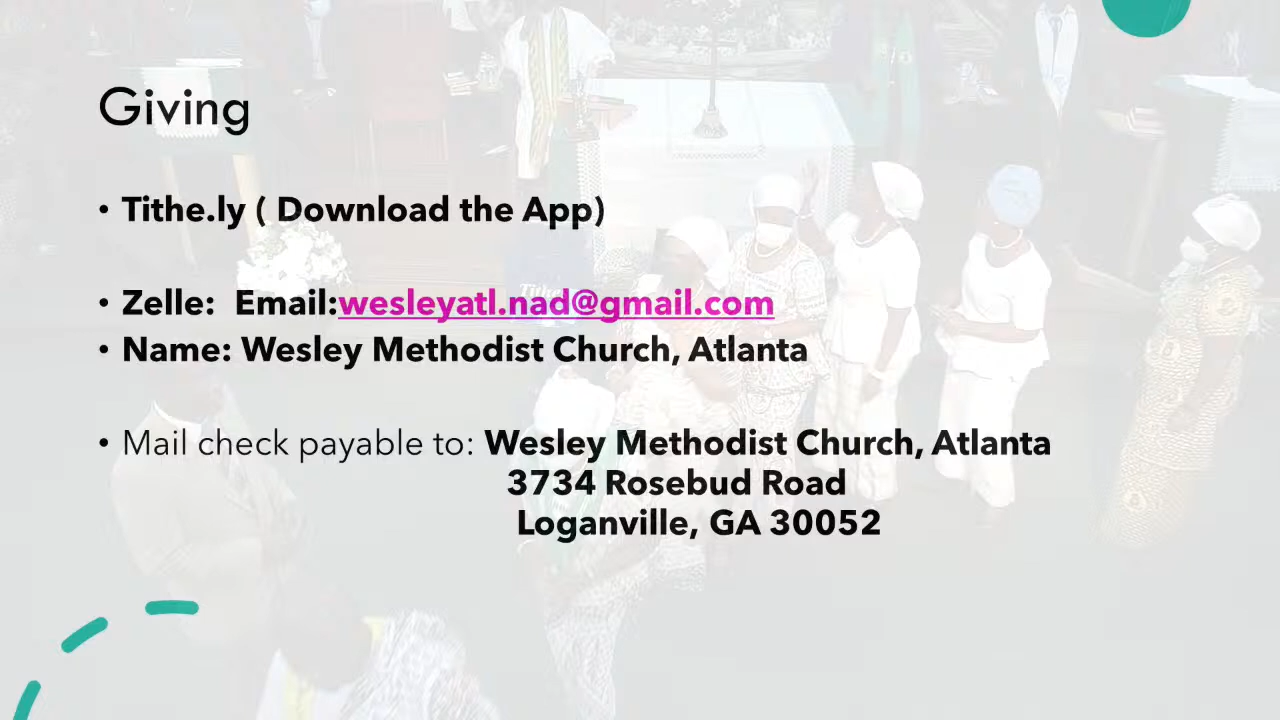 Giving
• Tithe.ly ( Download the App)
• Zelle:  Email:wesleyatl.nad@gmail.com
• Name: Wesley Methodist Church, Atlanta
• Mail check payable to: Wesley Methodist Church, Atlanta
3734 Rosebud Road
Loganville, GA 30052